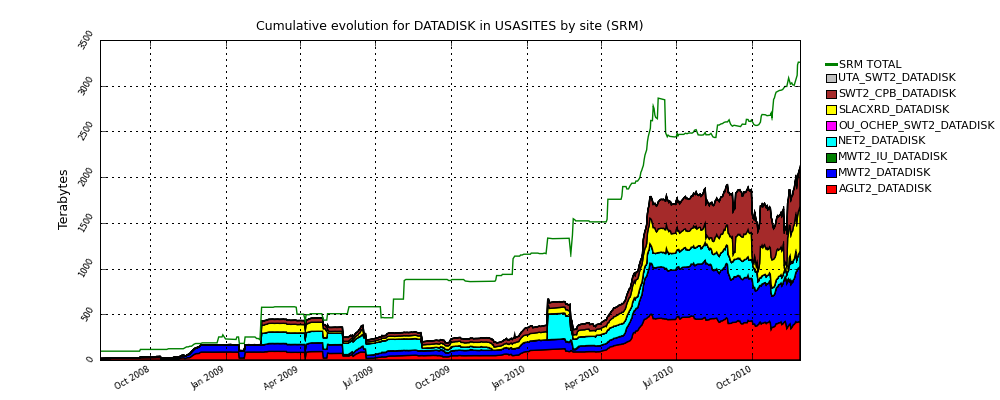 Cumulative evolution for DATADISK in USASITES by site (SRM)
3500
3000
2500
2000
1500
1000
500
0
Terabytes
Oct 2008
Jan 2009
Apr 2009
Jul 2009
Oct 2009
Jan 2010
Apr 2010
Jul 2010
Oct 2010
SRM TOTAL
UTA_SWT2_DATADISK
SWT2_CPB_DATADISK
SLACXRD_DATADISK
OU_OCHEP_SWT2_DATADISK
NET2_DATADISK
MWT2_IU_DATADISK
MWT2_DATADISK
AGLT2_DATADISK